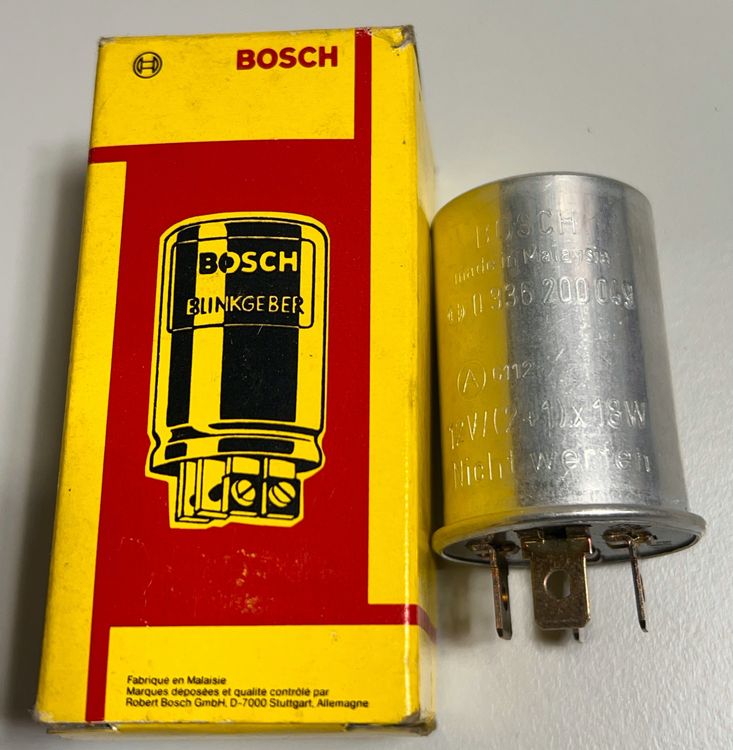 BOSCH
BOSCH
BLINKGEBER
Fabriqué en Malaisie
Marques déposées et qualité contrôlé par
Robert Bosch GmbH, D-7000 Stuttgart, Allemagne
BOSCH
made in Malaysia
0 336 200
(A)
12V/(2+1)x18W
Nicht werfen